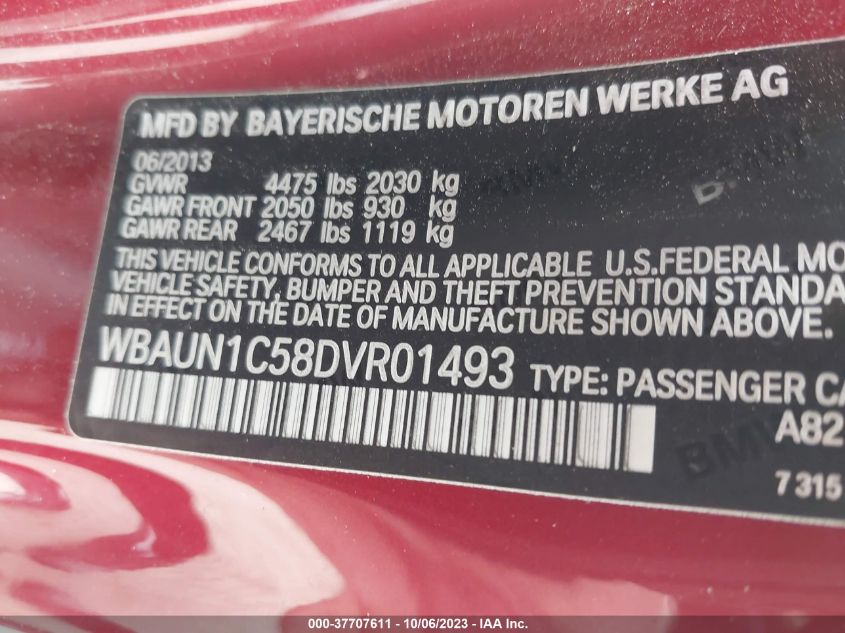 MFD BY BAYERISCHE MOTOREN WERKE AG
06/2013
GVWR 4475 lbs 2030 kg
GAWR FRONT 2050 lbs 930 kg
GAWR REAR 2467 lbs 1119 kg
THIS VEHICLE CONFORMS TO ALL APPLICABLE U.S.FEDERAL MO
VEHICLE SAFETY, BUMPER AND THEFT PREVENTION STANDA
IN EFFECT ON THE DATE OF MANUFACTURE SHOWN ABOVE.
WBAUN1C58DVR01493 TYPE: PASSENGER CA
A82
BMW
7 315
000-37707611 - 10/06/2023 - IAA Inc.